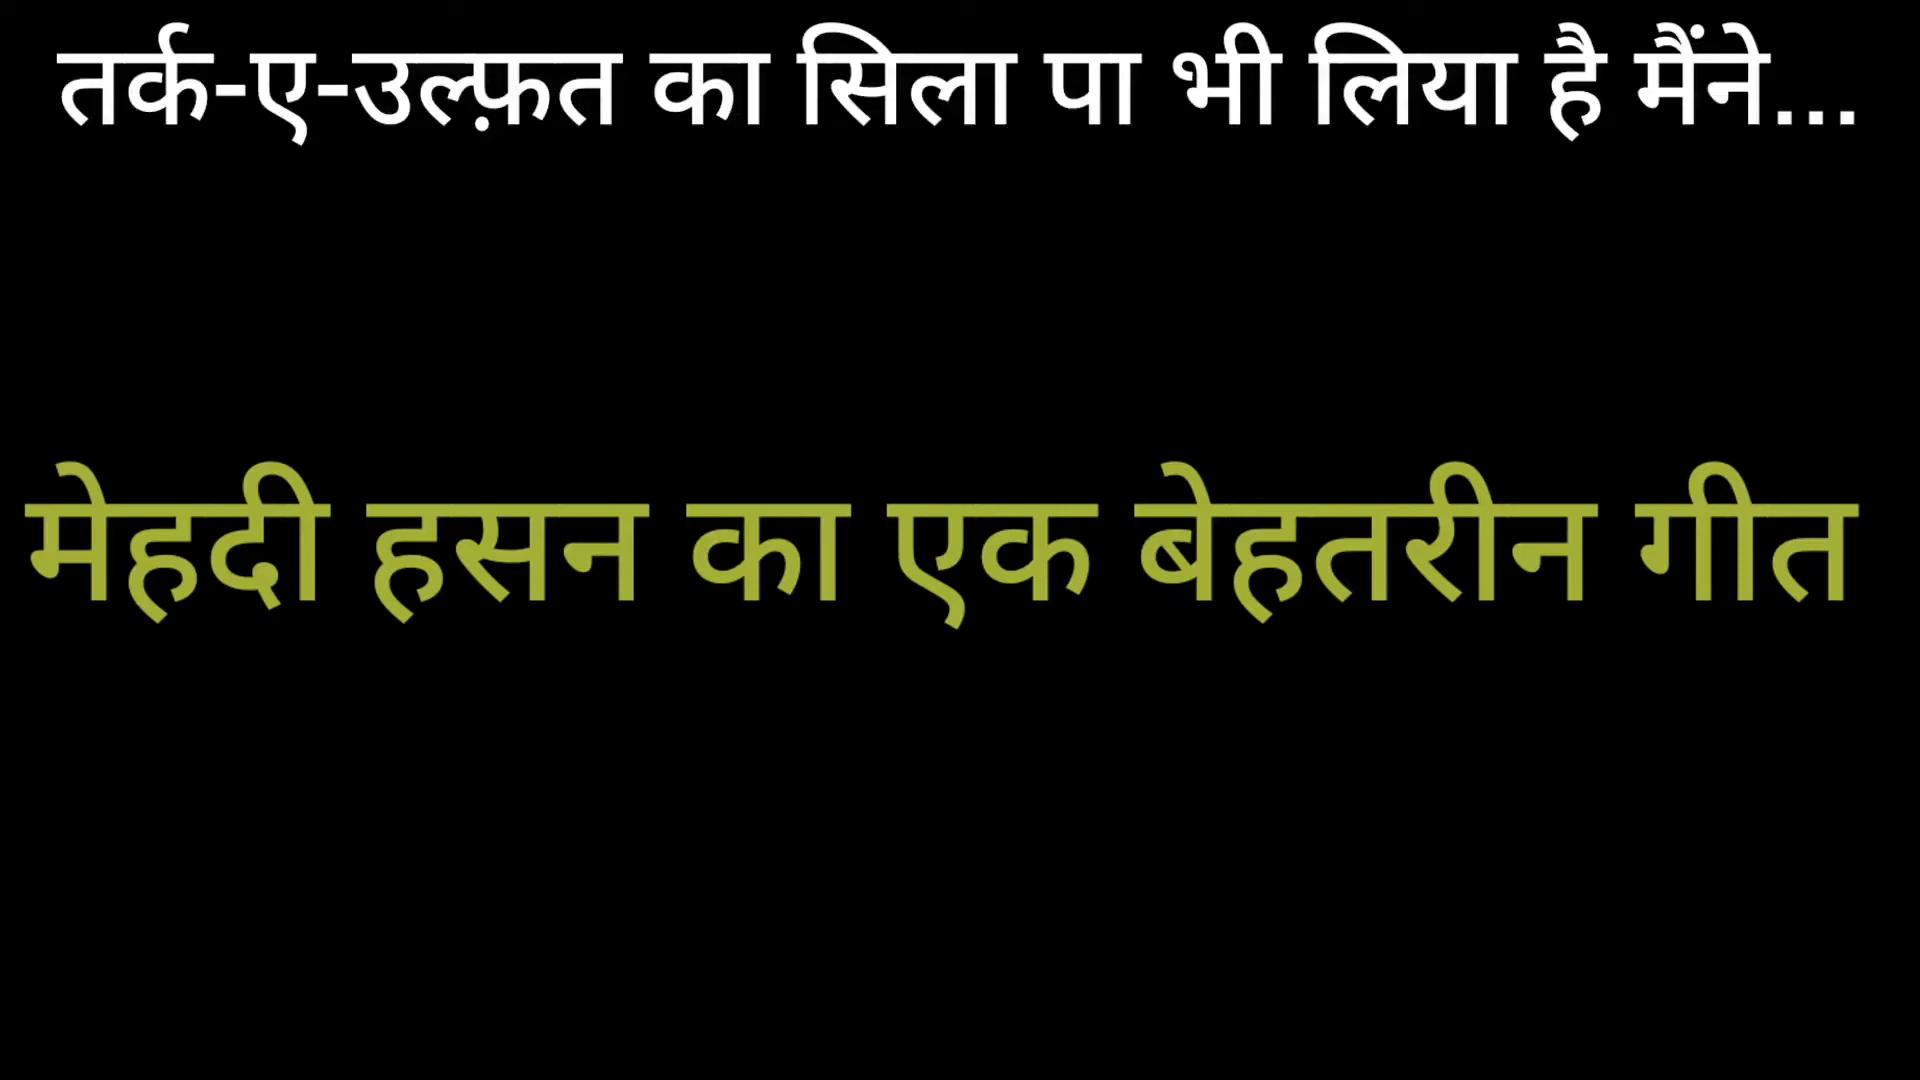 तर्क-ए-उल्फ़त का सिला पा भी लिया है मैंने...
मेहदी हसन का एक बेहतरीन गीत